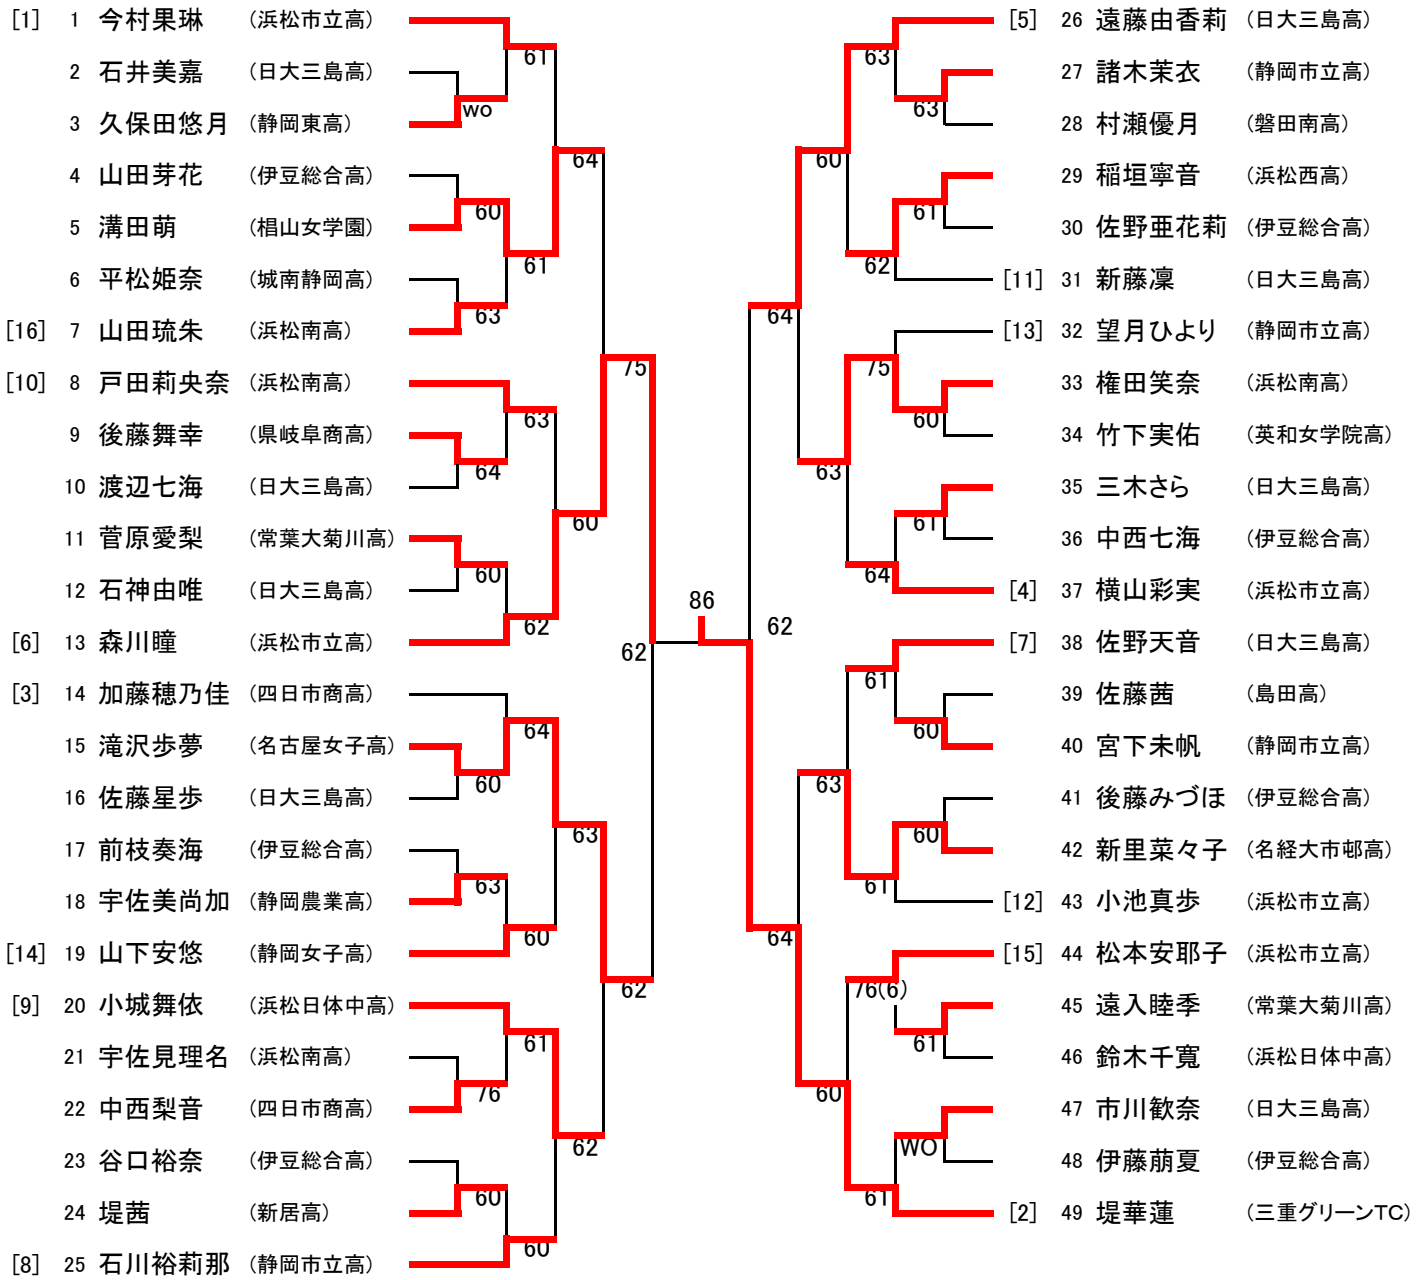 [1] 1 今村果琳 (浜松市立高)
2 石井美嘉 (日大三島高)
3 久保田悠月 (静岡東高)
4 山田芽花 (伊豆総合高)
5 溝田萌 (椙山女学園)
6 平松姫奈 (城南静岡高)
[16] 7 山田琉朱 (浜松南高)
[10] 8 戸田莉央奈 (浜松南高)
9 後藤舞幸 (県岐阜商高)
10 渡辺七海 (日大三島高)
11 菅原愛梨 (常葉大菊川高)
12 石神由唯 (日大三島高)
[6] 13 森川瞳 (浜松市立高)
[3] 14 加藤穂乃佳 (四日市商高)
15 滝沢歩夢 (名古屋女子高)
16 佐藤星歩 (日大三島高)
17 前枝奏海 (伊豆総合高)
18 宇佐美尚加 (静岡農業高)
[14] 19 山下安悠 (静岡女子高)
[9] 20 小城舞依 (浜松日体中高)
21 宇佐見理名 (浜松南高)
22 中西梨音 (四日市商高)
23 谷口裕奈 (伊豆総合高)
24 堤茜 (新居高)
[8] 25 石川裕莉那 (静岡市立高)
61
wo
64
60
61
63
75
63
64
60
60
62
62
64
60
63
63
60
62
61
76
62
60
60
86
62
[5] 26 遠藤由香莉 (日大三島高)
27 諸木茉衣 (静岡市立高)
28 村瀬優月 (磐田南高)
29 稲垣寧音 (浜松西高)
30 佐野亜花莉 (伊豆総合高)
[11] 31 新藤凜 (日大三島高)
[13] 32 望月ひより (静岡市立高)
33 権田笑奈 (浜松南高)
34 竹下実佑 (英和女学院高)
35 三木さら (日大三島高)
36 中西七海 (伊豆総合高)
[4] 37 横山彩実 (浜松市立高)
[7] 38 佐野天音 (日大三島高)
39 佐藤茜 (島田高)
40 宮下未帆 (静岡市立高)
41 後藤みづほ (伊豆総合高)
42 新里菜々子 (名経大市邨高)
[12] 43 小池真歩 (浜松市立高)
[15] 44 松本安耶子 (浜松市立高)
45 遠入睦季 (常葉大菊川高)
46 鈴木千寛 (浜松日体中高)
47 市川歓奈 (日大三島高)
48 伊藤萠夏 (伊豆総合高)
[2] 49 堤華蓮 (三重グリーンTC)
63
63
60
61
62
64
75
60
63
61
64
61
60
63
60
61
64
76(6)
61
60
WO
61